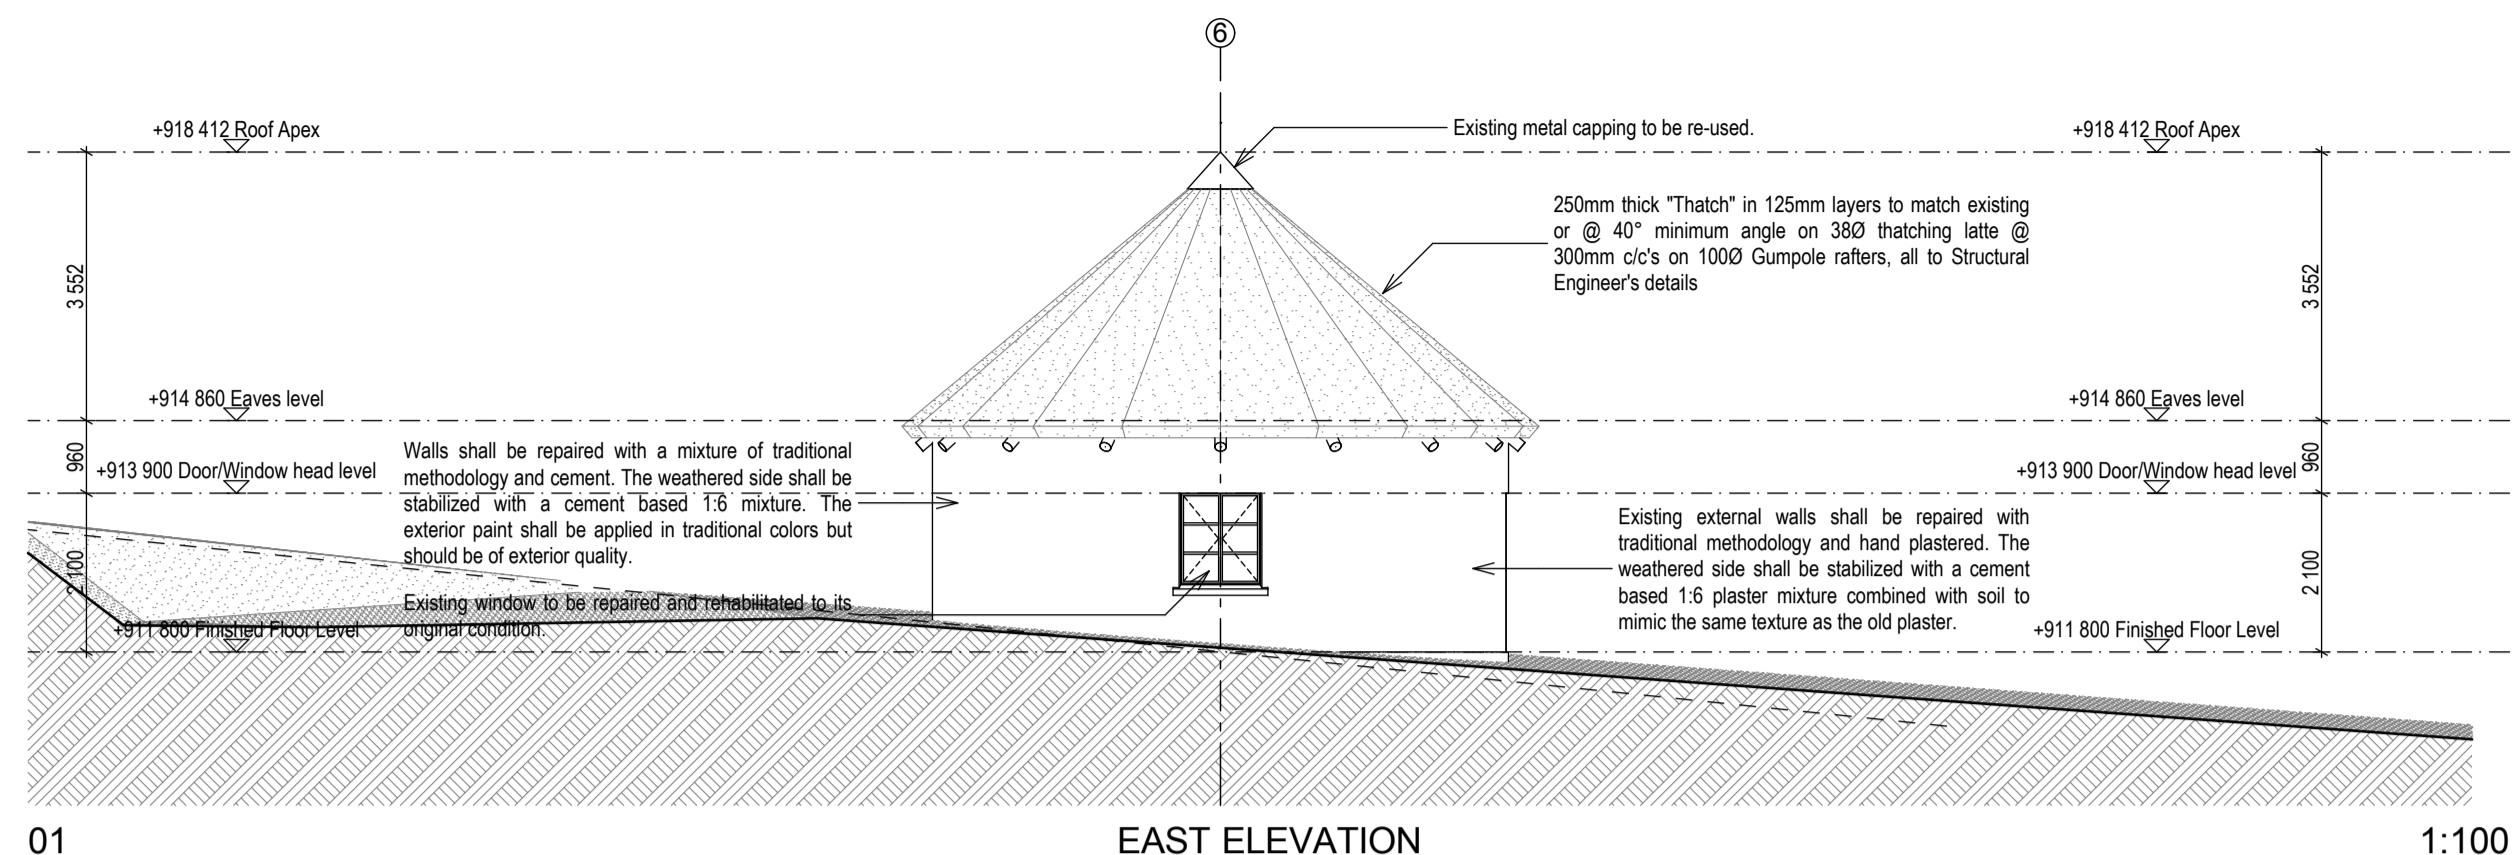 6
+918 412 Roof Apex
Existing metal capping to be re-used.
+918 412 Roof Apex
250mm thick "Thatch" in 125mm layers to match existing
or @ 40° minimum angle on 38Ø thatching latte @
300mm c/c's on 100Ø Gumpole rafters, all to Structural
Engineer's details
3 552
3 552
+914 860 Eaves level
+914 860 Eaves level
960
960
+913 900 Door/Window head level
+913 900 Door/Window head level
Walls shall be repaired with a mixture of traditional
methodology and cement. The weathered side shall be
stabilized with a cement based 1:6 mixture. The
exterior paint shall be applied in traditional colors but
should be of exterior quality.
Existing external walls shall be repaired with
traditional methodology and hand plastered. The
weathered side shall be stabilized with a cement
based 1:6 plaster mixture combined with soil to
mimic the same texture as the old plaster.
2 100
2 100
Existing window to be repaired and rehabilitated to its
original condition.
+911 800 Finished Floor Level
+911 800 Finished Floor Level
01
EAST ELEVATION
1:100